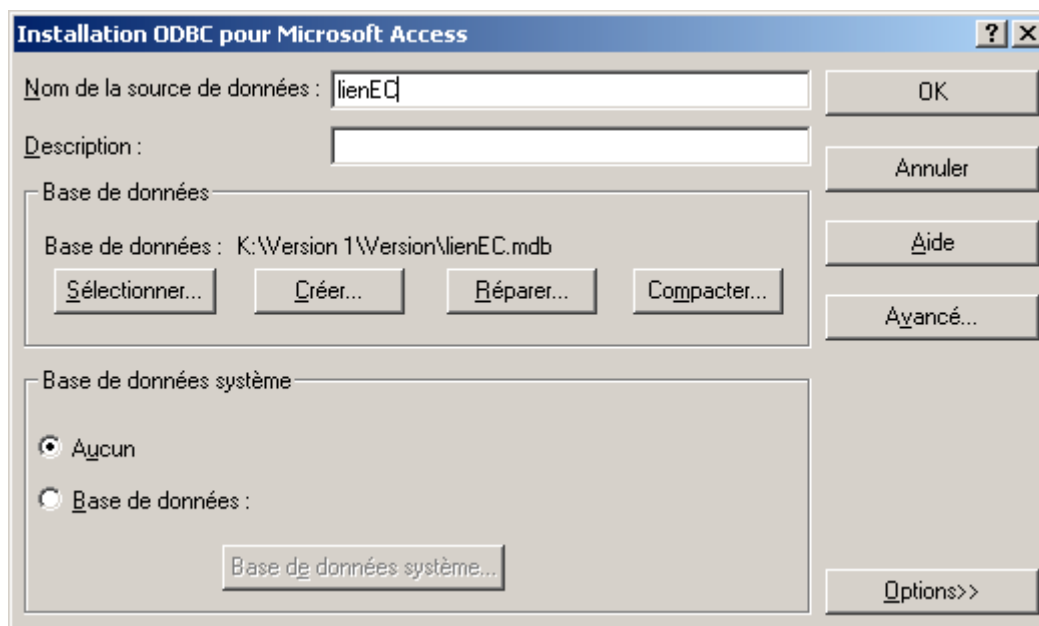 Installation ODBC pour Microsoft Access
Nom de la source de données : lienEC
OK
Description :
Annuler
Base de données
Base de données : K:\Version 1\Version\lienEC.mdb
Aide
Sélectionner... Créer... Réparer... Compacter...
Avancé...
Base de données système
Aucun
Base de données :
Base de données système...
Options>>